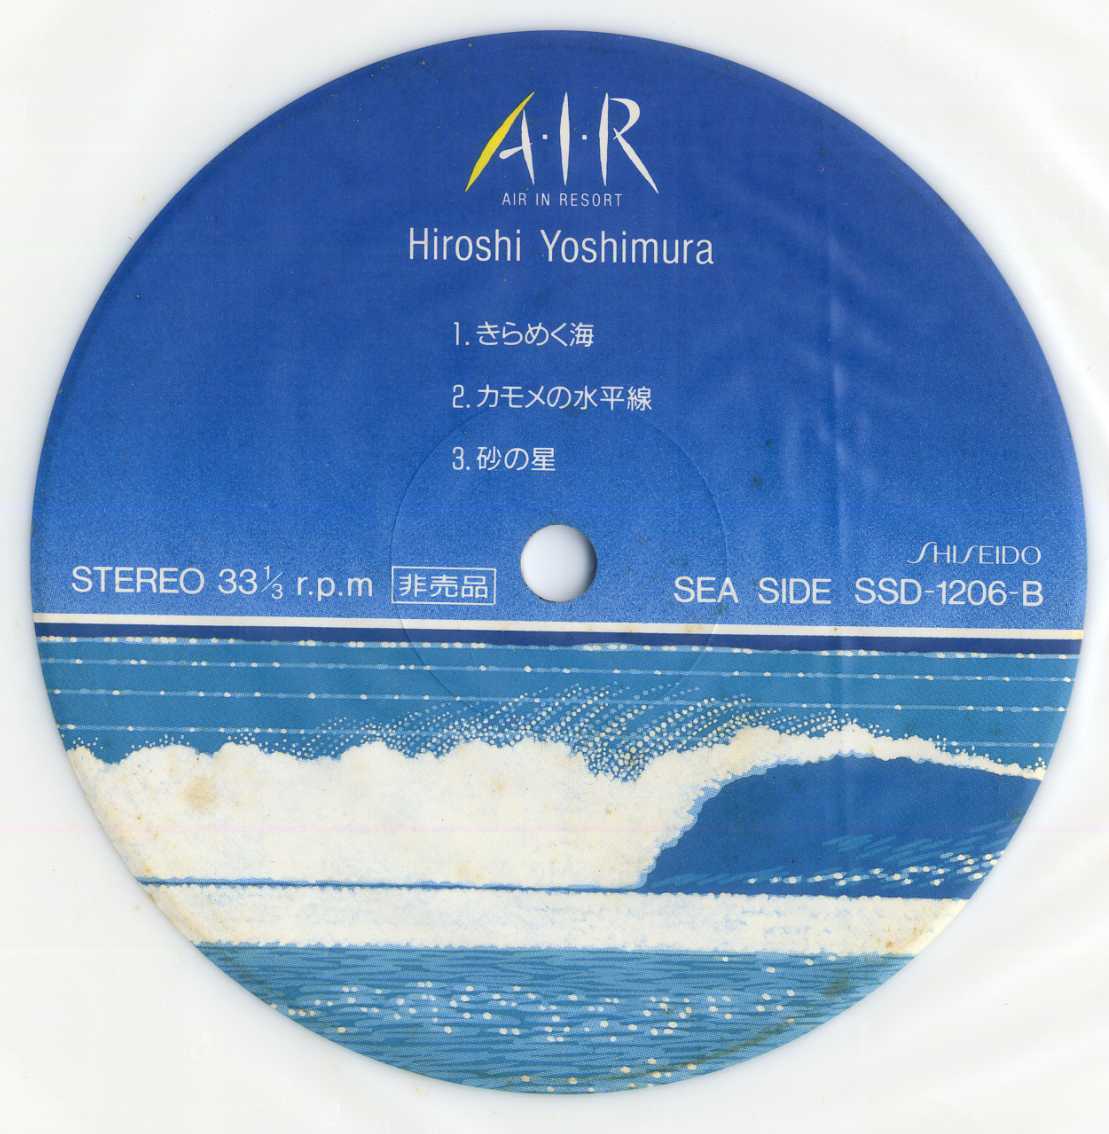 A·I·R
AIR IN RESORT
Hiroshi Yoshimura
1. きらめく海
2. カモメの水平線
3. 砂の星
SHISEIDO
STEREO 33⅓ r.p.m 非売品 SEA SIDE SSD-1206-B